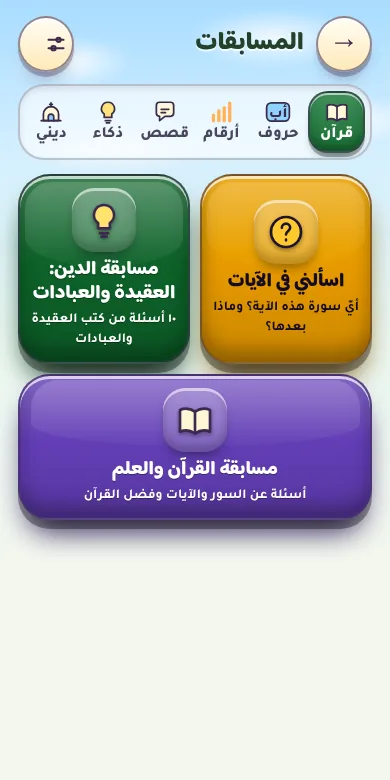 المسابقات
قرآن
أب
حروف
أرقام
قصص
ذكاء
ديني
اسألني في الآيات
أيّ سورة هذه الآية؟ وماذا
بعدها؟
مسابقة الدين:
العقيدة والعبادات
١٠ أسئلة من كتب العقيدة
والعبادات
مسابقة القرآن والعلم
أسئلة عن السور والآيات وفضل القرآن